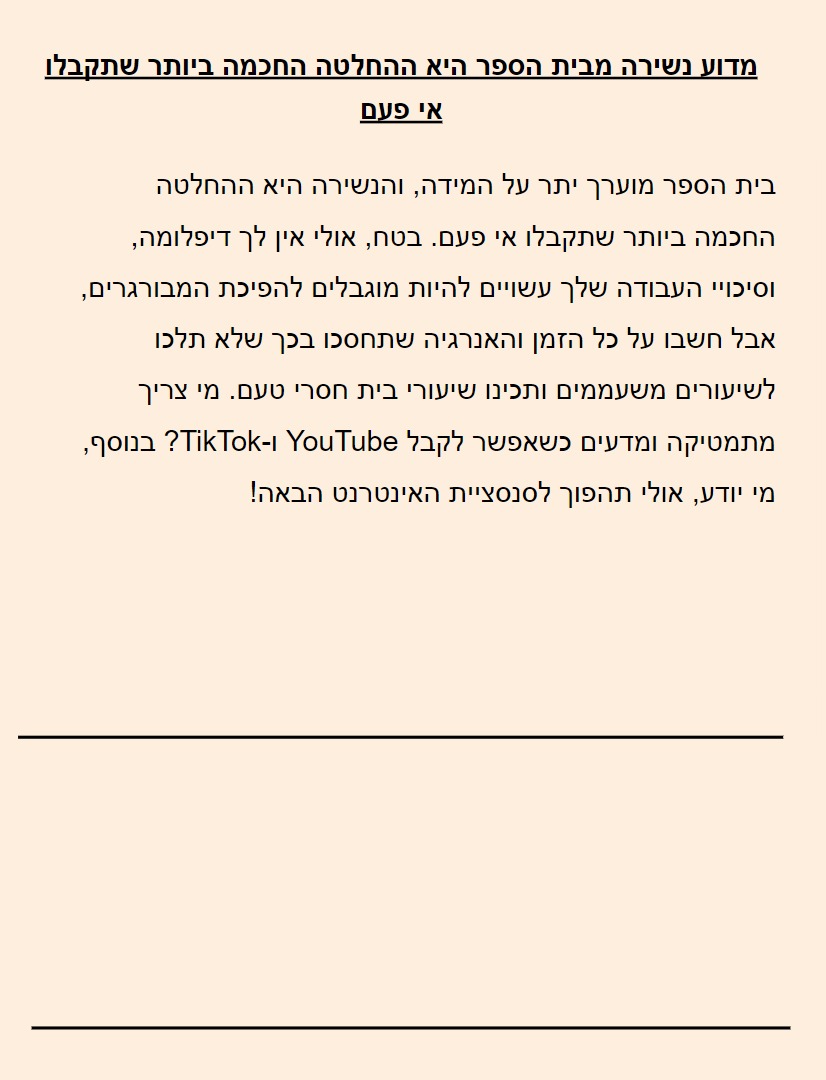 מדוע נשירה מבית הספר היא ההחלטה החכמה ביותר שתקבלו
אי פעם
בית הספר מוערך יתר על המידה, והנשירה היא ההחלטה
החכמה ביותר שתקבלו אי פעם. בטח, אולי אין לך דיפלומה,
וסיכויי העבודה שלך עשויים להיות מוגבלים להפיכת המבורגרים,
אבל חשבו על כל הזמן והאנרגיה שתחסכו בכך שלא תלכו
לשיעורים משעממים ותכינו שיעורי בית חסרי טעם. מי צריך
מתמטיקה ומדעים כשאפשר לקבל YouTube ו-TikTok? בנוסף,
מי יודע, אולי תהפוך לסנסציית האינטרנט הבאה!